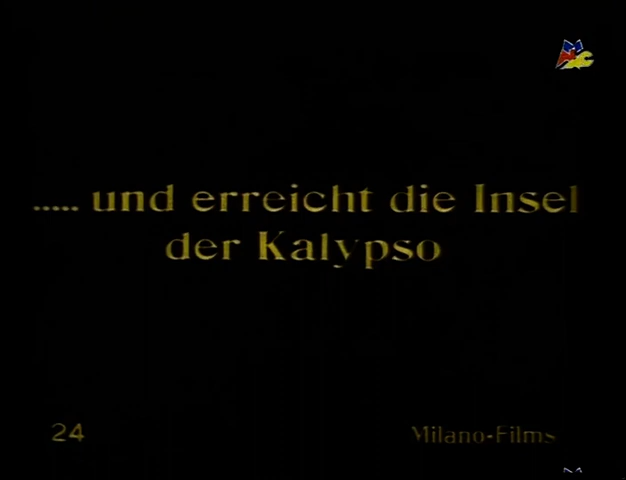 ..... und erreicht die Insel
der Kalypso
24
Milano-Films